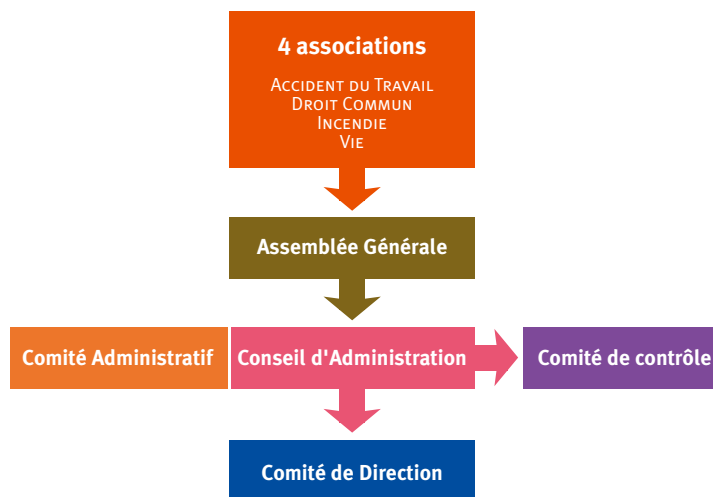 4 associations
Accident du Travail
Droit Commun
Incendie
Vie
Assemblée Générale
Comité Administratif
Conseil d'Administration
Comité de contrôle
Comité de Direction